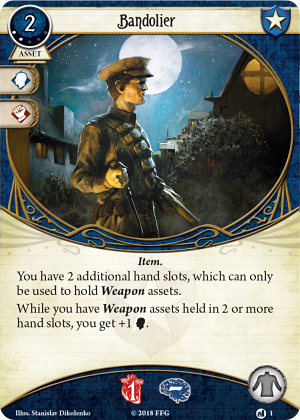 Bandolier
2
ASSET
Item.
You have 2 additional hand slots, which can only
be used to hold Weapon assets.
While you have Weapon assets held in 2 or more
hand slots, you get +1 .
1
Illus. Stanislav Dikolenko
© 2018 FFG
1